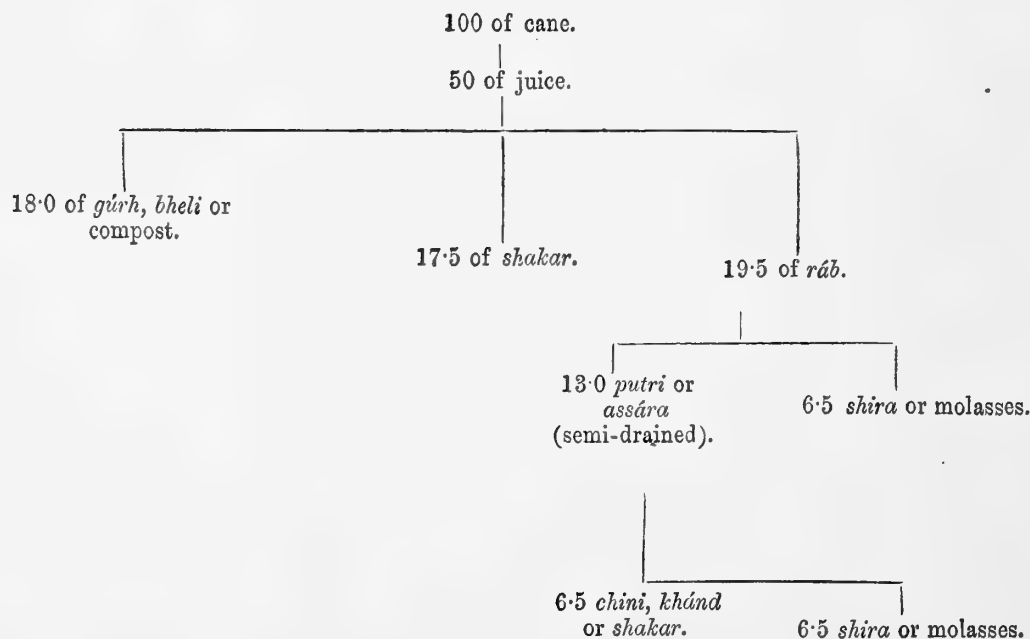 100 of cane.
50 of juice.
18·0 of gúrh, bheli or
compost.
17·5 of shakar.
19·5 of ráb.
13·0 putri or
assára
(semi-drained).
6·5 shira or molasses.
6·5 chini, khánd
or shakar.
6·5 shira or molasses.